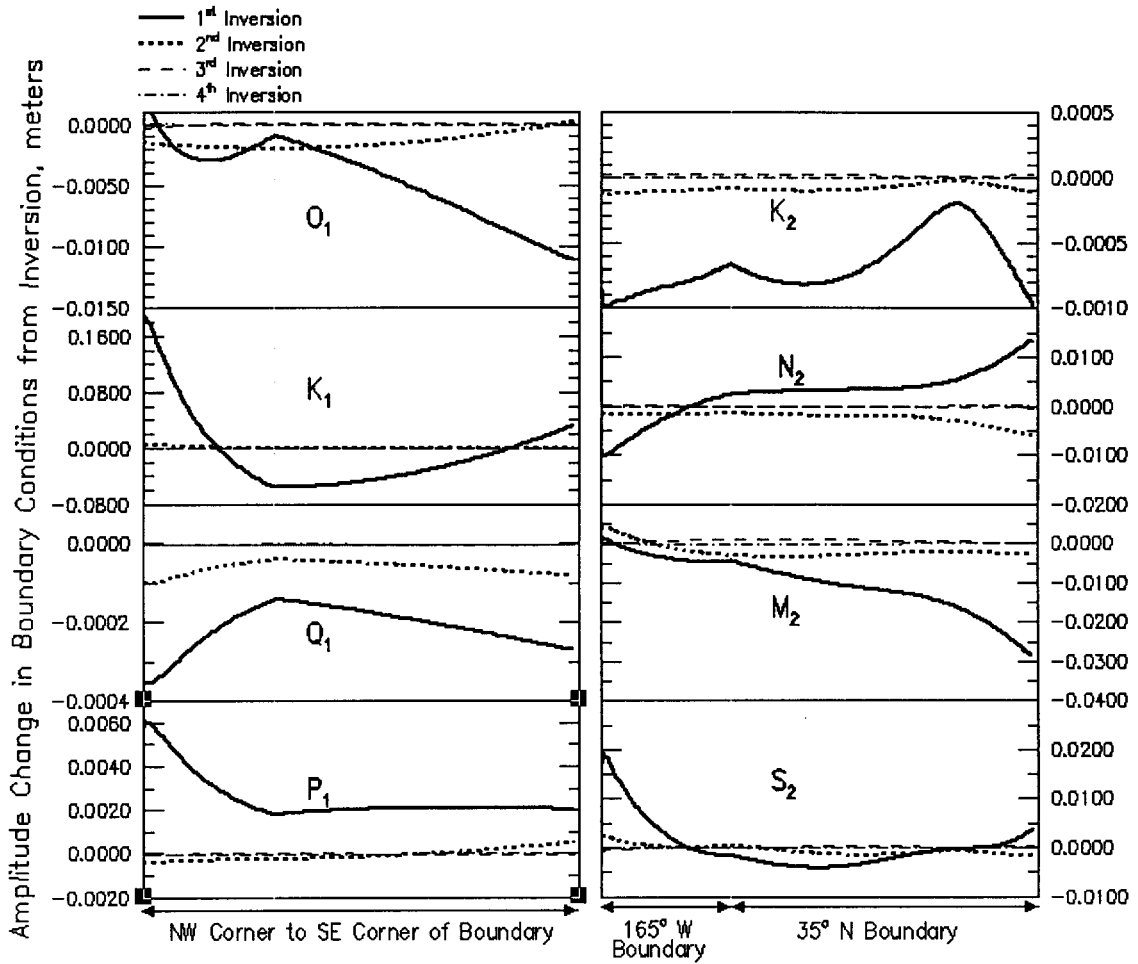 1st Inversion
2nd Inversion
3rd Inversion
4th Inversion
Amplitude Change in Boundary Conditions from Inversion, meters
0.0000
-0.0050
-0.0100
-0.0150
O1
0.1600
0.0800
0.0000
-0.0800
K1
0.0000
-0.0002
-0.0004
Q1
0.0060
0.0040
0.0020
0.0000
-0.0020
P1
NW Corner to SE Corner of Boundary
0.0005
0.0000
-0.0005
-0.0010
K2
0.0100
0.0000
-0.0100
-0.0200
N2
0.0000
-0.0100
-0.0200
-0.0300
-0.0400
M2
0.0200
0.0100
0.0000
-0.0100
S2
165° W
Boundary
35° N Boundary